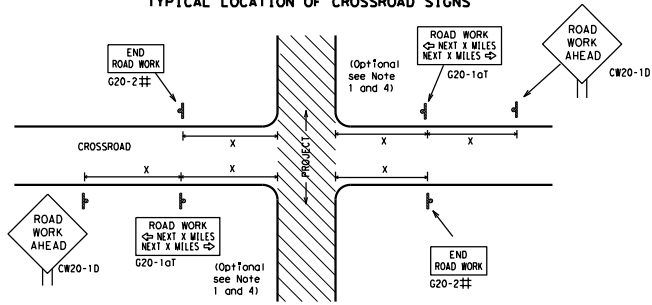 TYPICAL LOCATION OF CROSSROAD SIGNS
END
ROAD WORK
G20-2#
(Optional
see Note
1 and 4)
ROAD WORK
⇦ NEXT X MILES
NEXT X MILES ⇨
G20-1aT
ROAD
WORK
AHEAD
CW20-1D
CROSSROAD
X
X
X
PROJECT
X
X
X
ROAD
WORK
AHEAD
CW20-1D
ROAD WORK
⇦ NEXT X MILES
NEXT X MILES ⇨
G20-1aT
(Optional
see Note
1 and 4)
END
ROAD WORK
G20-2#